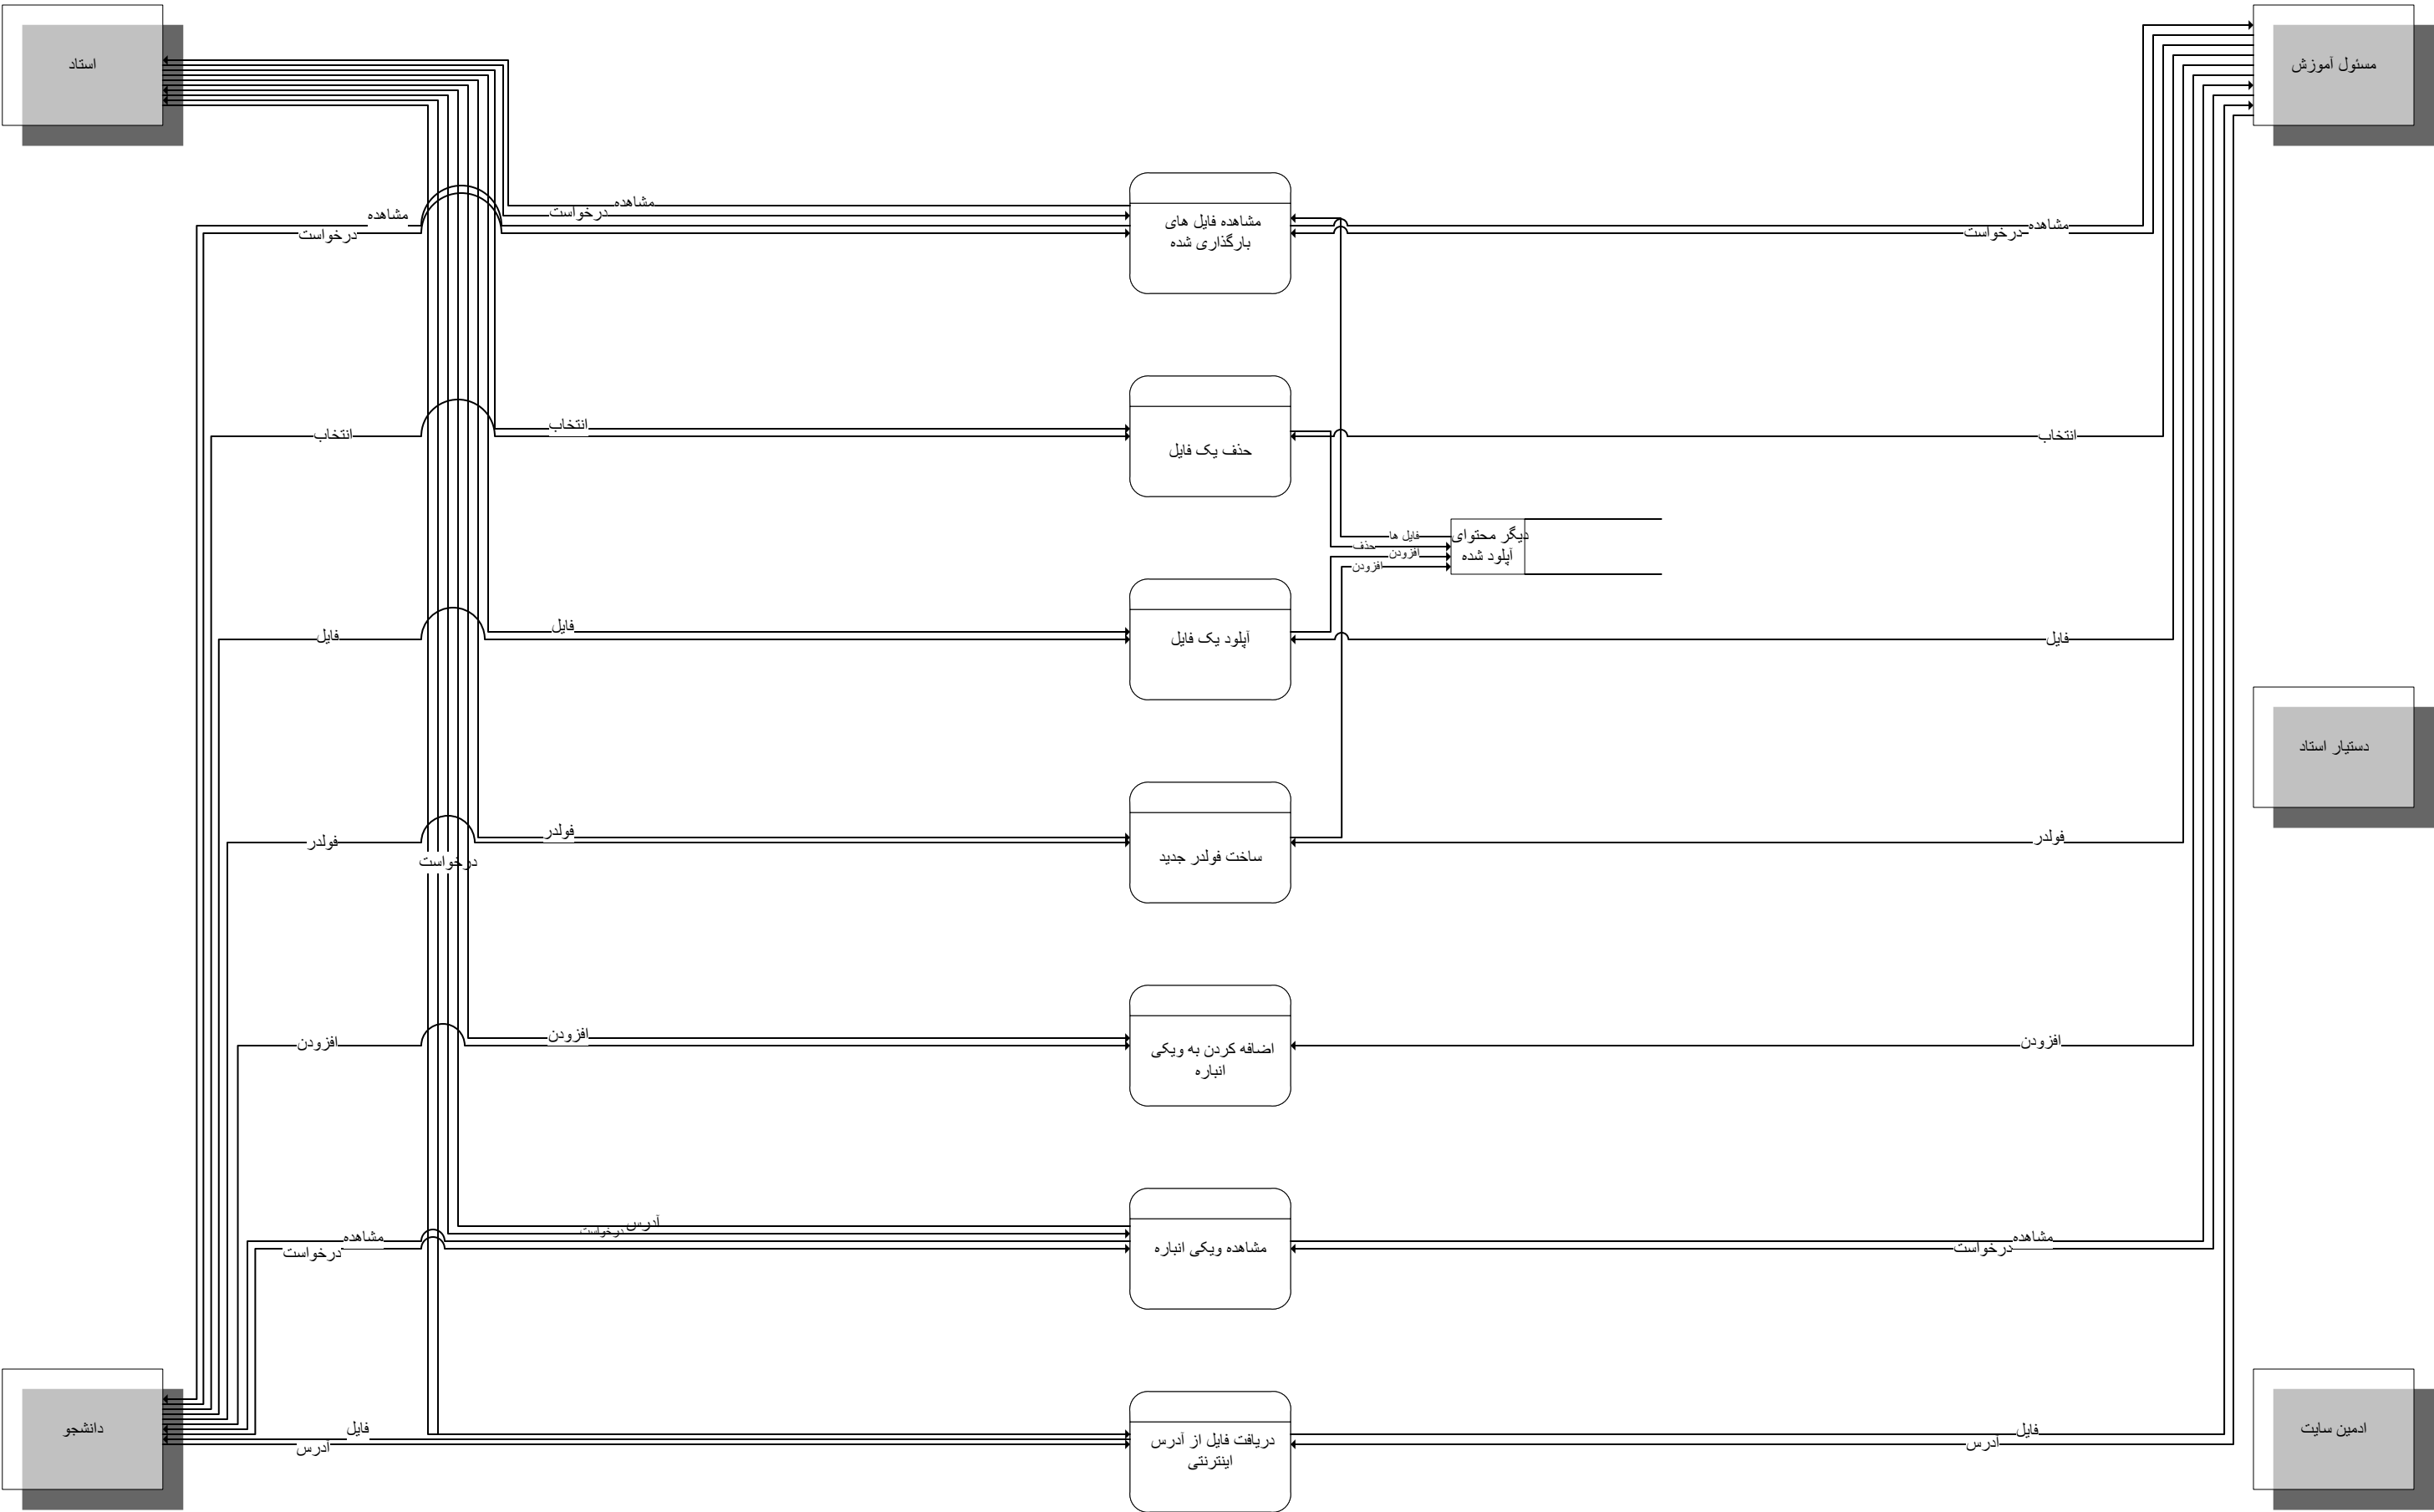 استاد
مسئول آموزش
مشاهده
درخواست
مشاهده
درخواست
مشاهده فایل های
بارگذاری شده
مشاهده
درخواست
انتخاب
انتخاب
حذف یک فایل
انتخاب
فایل ها
حذف
افزودن
افزودن
دیگر محتوای
آپلود شده
فایل
فایل
آپلود یک فایل
فایل
دستیار استاد
فولدر
فولدر
درخواست
ساخت فولدر جدید
فولدر
افزودن
افزودن
اضافه کردن به ویکی
انباره
افزودن
آدرس
درخواست
مشاهده
درخواست
مشاهده ویکی انباره
مشاهده
درخواست
دانشجو
فایل
آدرس
دریافت فایل از آدرس
اینترنتی
فایل
آدرس
ادمین سایت